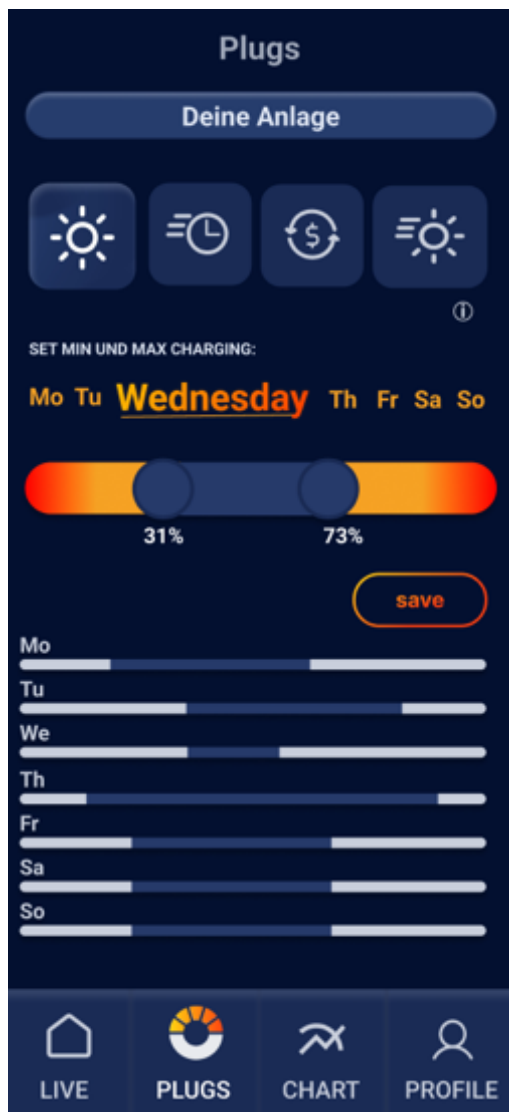 Plugs
Deine Anlage
SET MIN UND MAX CHARGING:
Mo Tu Wednesday Th Fr Sa So
31% 73%
save
Mo
Tu
We
Th
Fr
Sa
So
LIVE PLUGS CHART PROFILE